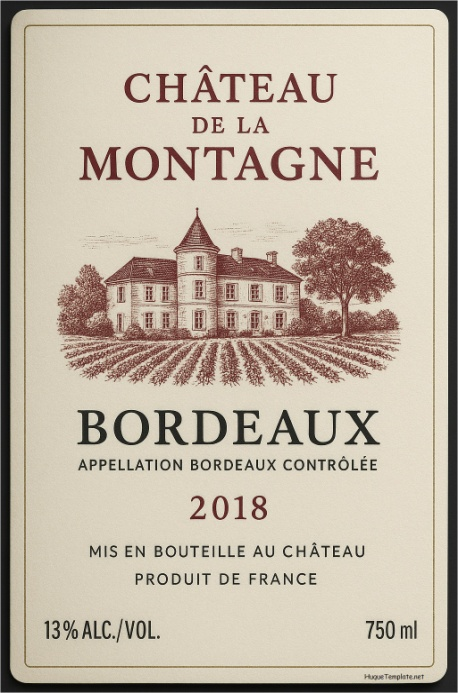 CHÂTEAU
DE LA
MONTAGNE
BORDEAUX
APPELLATION BORDEAUX CONTRÔLÉE
2018
MIS EN BOUTEILLE AU CHÂTEAU
PRODUIT DE FRANCE
13% ALC./VOL. 750 ml
HuqueTemplate.net